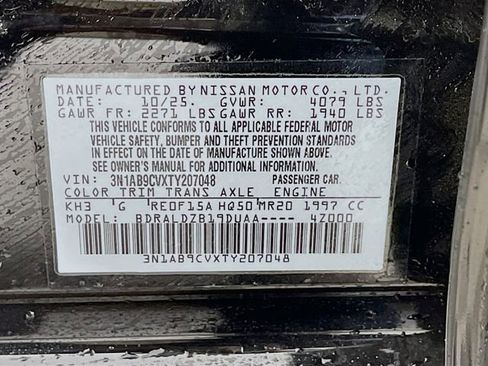 MANUFACTURED BY NISSAN MOTOR CO., LTD.
DATE: 10/25. GVWR: 4079 LBS
GAWR FR: 2271 LBS GAWR RR: 1940 LBS
THIS VEHICLE CONFORMS TO ALL APPLICABLE FEDERAL MOTOR
VEHICLE SAFETY, BUMPER AND THEFT PREVENTION STANDARDS
IN EFFECT ON THE DATE OF MANUFACTURE SHOWN ABOVE.
SEE OWNER'S MANUAL FOR ADDITIONAL INFORMATION.
VIN: 3N1AB9CVXTY207048 PASSENGER CAR.
COLOR TRIM TRANS AXLE ENGINE
KH3 G RE0F15A HQ50 MR20 1997 CC
MODEL: BDRALDZB19DUAA---- -4Z000
3N1AB9CVXTY207048